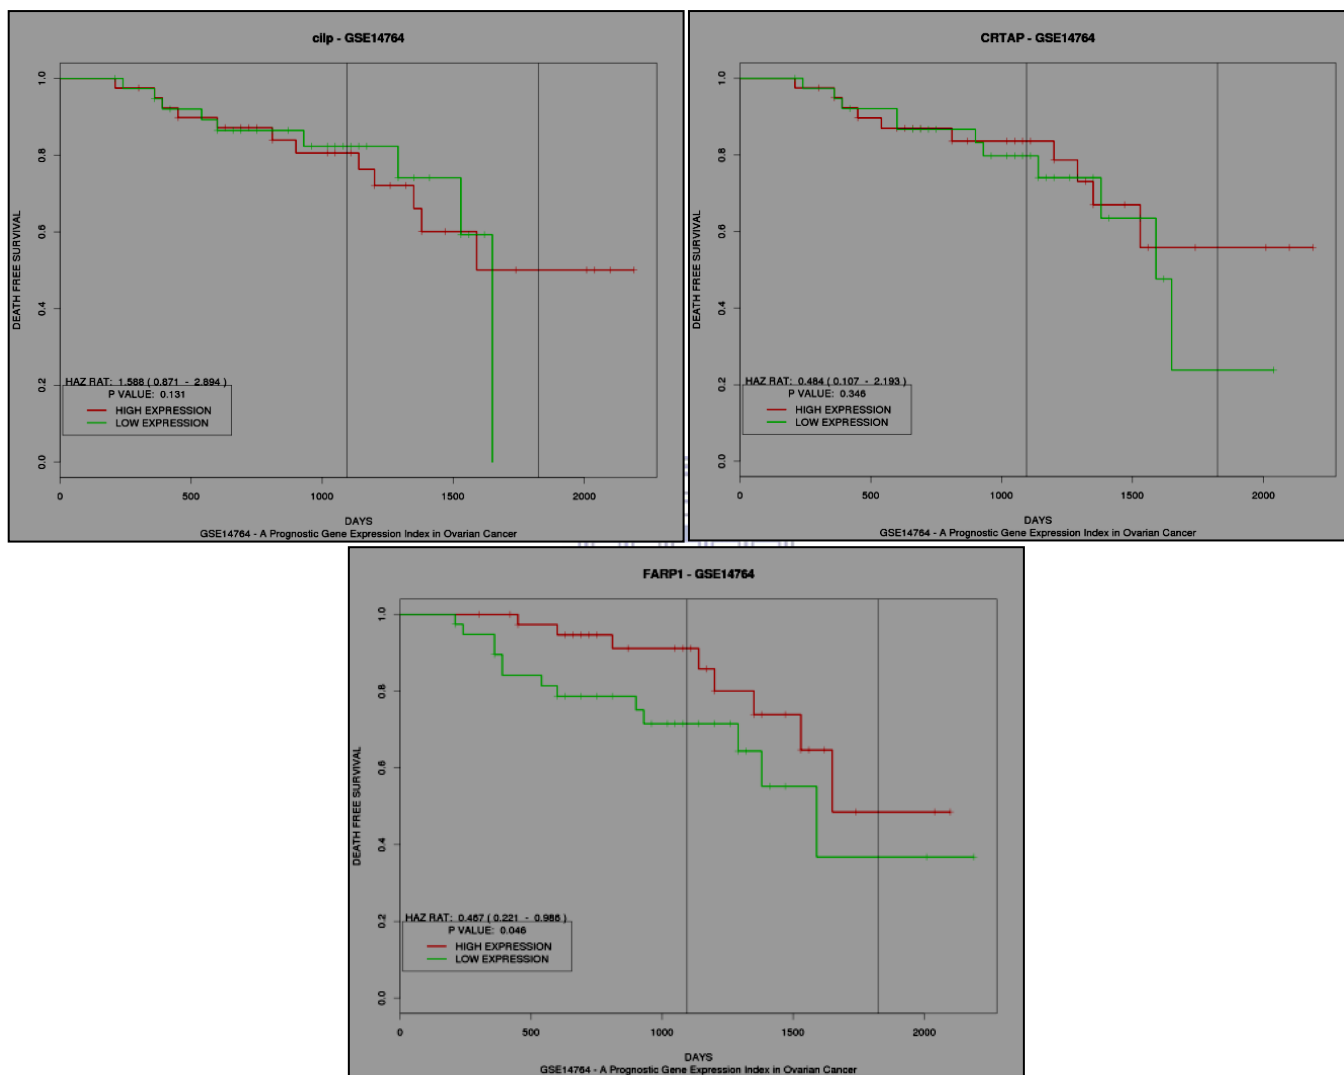 cilp - GSE14764
DEATH FREE SURVIVAL
1.0
0.8
0.6
0.4
0.2
0.0
HAZ RAT: 1.588 ( 0.871 - 2.894 )
P VALUE: 0.131
HIGH EXPRESSION
LOW EXPRESSION
0 500 1000 1500 2000
DAYS
GSE14764 - A Prognostic Gene Expression Index in Ovarian Cancer
CRTAP - GSE14764
DEATH FREE SURVIVAL
1.0
0.8
0.6
0.4
0.2
0.0
HAZ RAT: 0.484 ( 0.107 - 2.193 )
P VALUE: 0.346
HIGH EXPRESSION
LOW EXPRESSION
0 500 1000 1500 2000
DAYS
GSE14764 - A Prognostic Gene Expression Index in Ovarian Cancer
FARP1 - GSE14764
DEATH FREE SURVIVAL
1.0
0.8
0.6
0.4
0.2
0.0
HAZ RAT: 0.467 ( 0.221 - 0.986 )
P VALUE: 0.046
HIGH EXPRESSION
LOW EXPRESSION
0 500 1000 1500 2000
DAYS
GSE14764 - A Prognostic Gene Expression Index in Ovarian Cancer